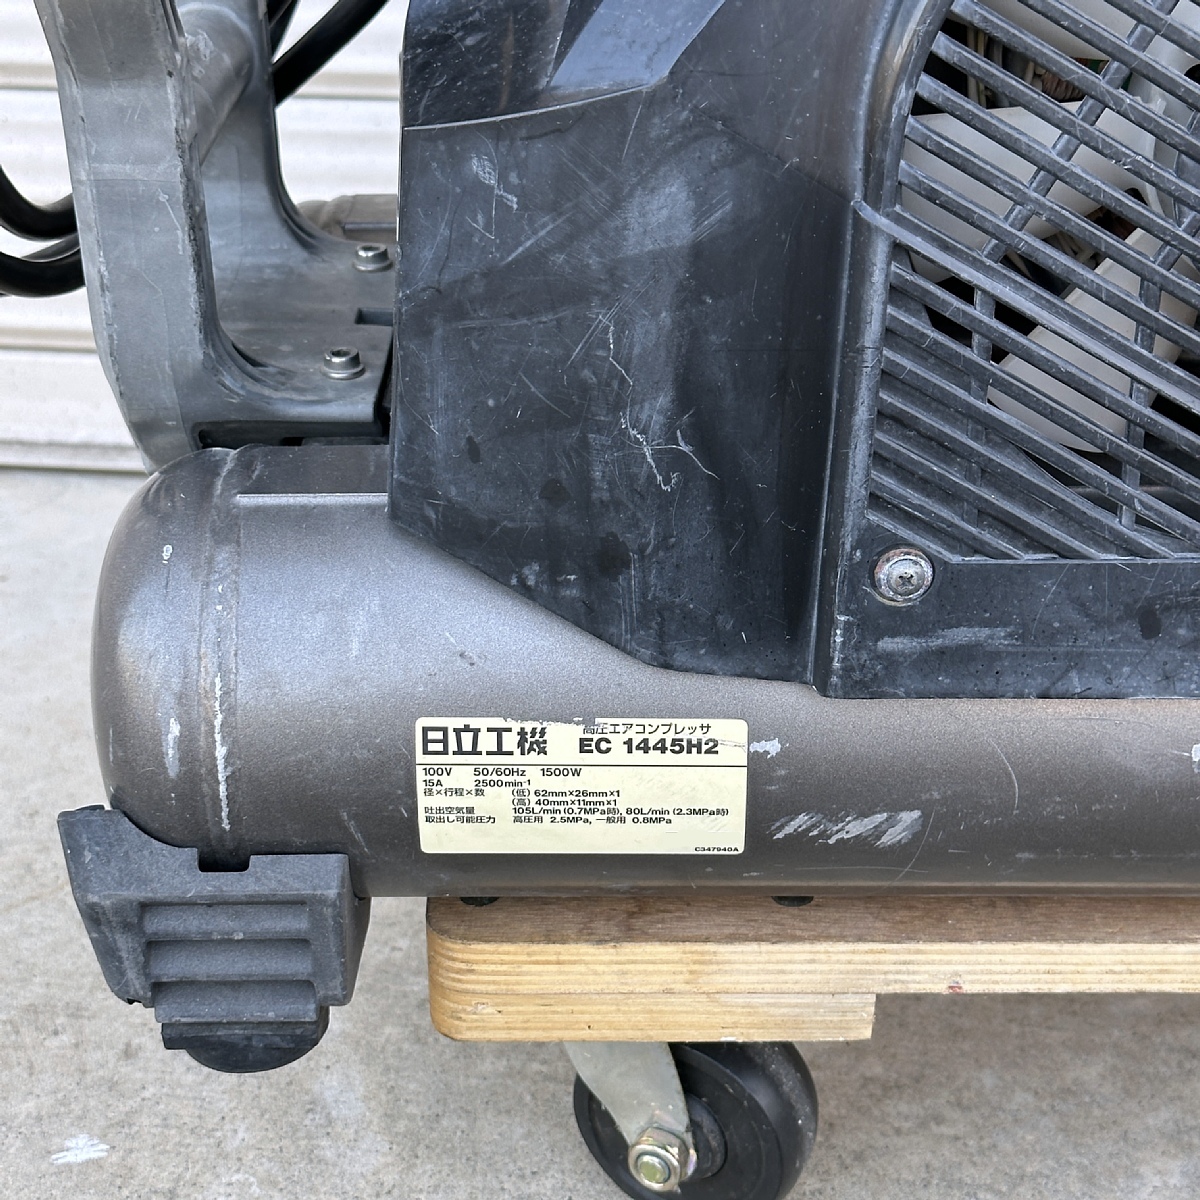 日立工機 高圧エアコンプレッサ
EC 1445H2
100V 50/60Hz 1500W
15A 2500min⁻¹
径×行程×数 (低) 62mm×26mm×1
(高) 40mm×11mm×1
吐出空気量 105L/min (0.7MPa時), 80L/min (2.3MPa時)
取出し可能圧力 高圧用 2.5MPa, 一般用 0.8MPa
C347940A